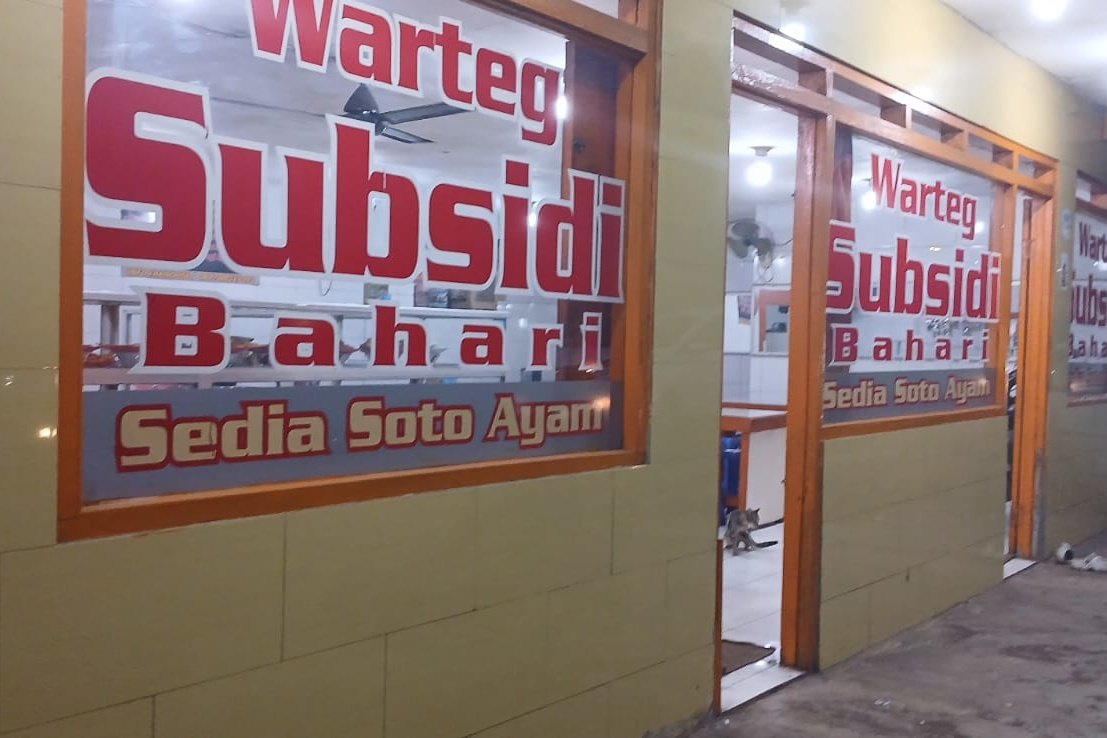 Warteg
Subsidi
Bahari
Sedia Soto Ayam
Warteg
Subsidi
Bahari
Sedia Soto Ayam